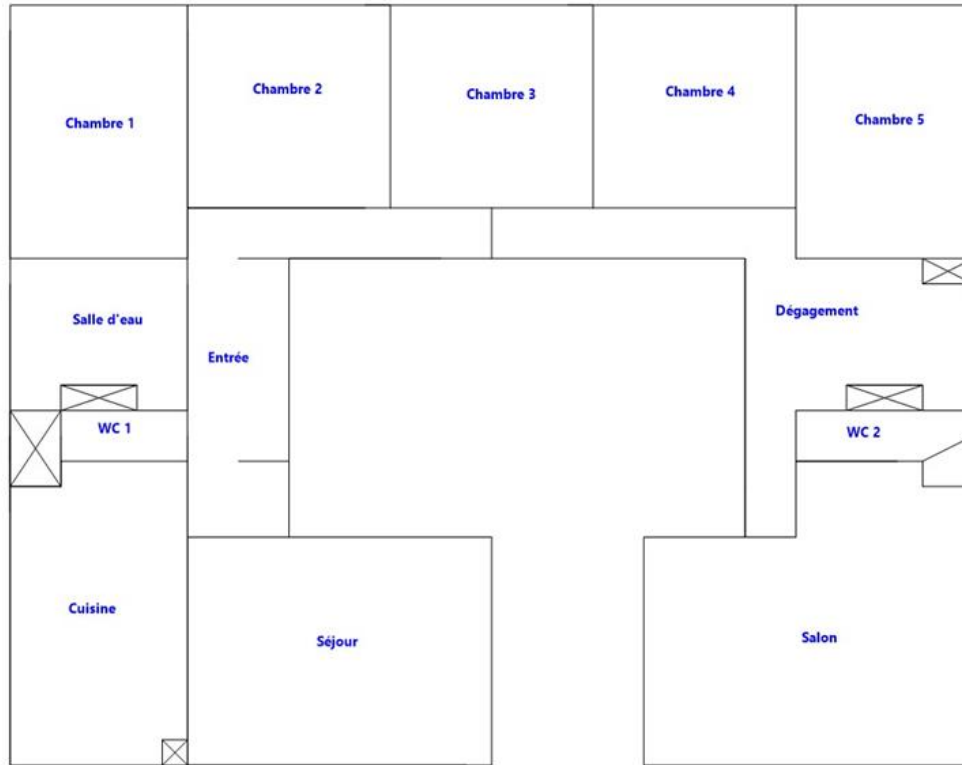 Chambre 1
Chambre 2
Chambre 3
Chambre 4
Chambre 5
Salle d'eau
Entrée
Dégagement
WC 1
WC 2
Cuisine
Séjour
Salon